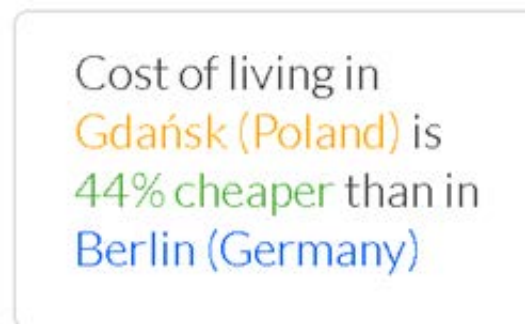 Cost of living in
Gdańsk (Poland) is
44% cheaper than in
Berlin (Germany)